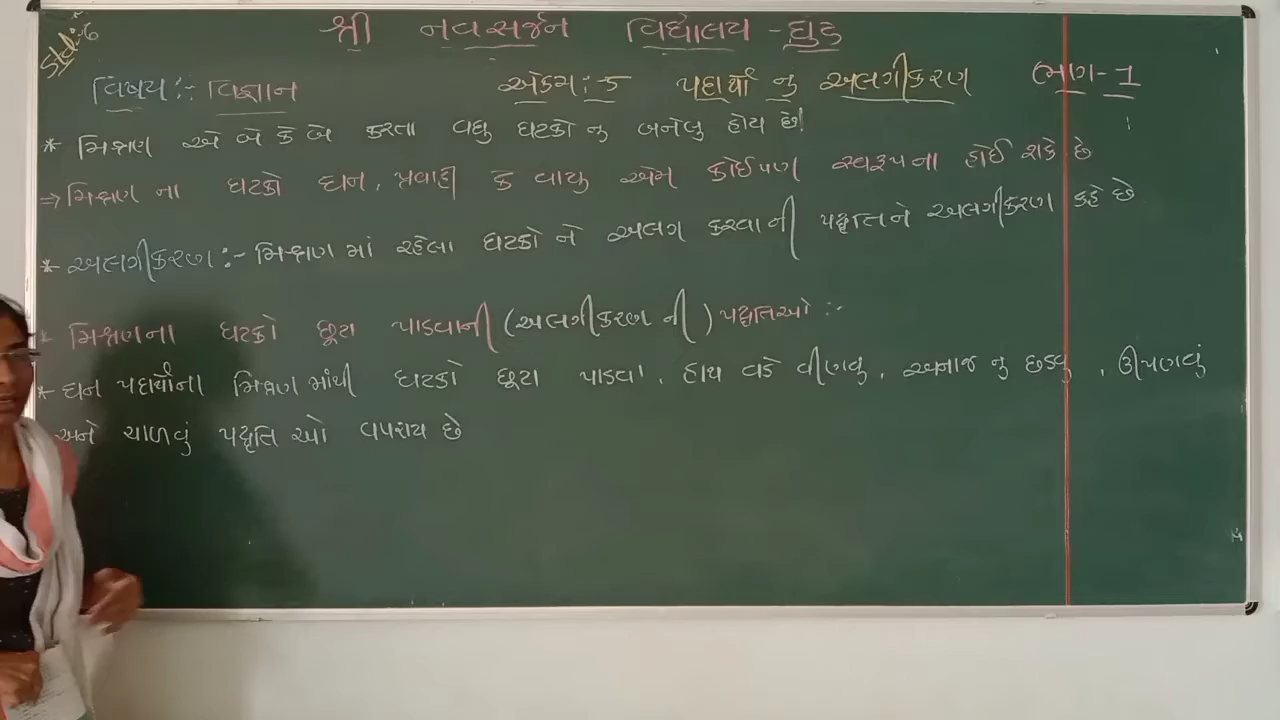 Std:-6
શ્રી નવસર્જન વિદ્યાલય - ધ્રુડ
વિષય :- વિજ્ઞાન એકમ : 5 પદાર્થો નું અલગીકરણ ભાગ-1
* મિશ્રણ એ બે કે બે કરતા વધુ ઘટકો નુ બનેલુ હોય છે!
⇒ મિશ્રણ ના ઘટકો ઘન, પ્રવાહી કે વાયુ એમ કોઈપણ સ્વરૂપના હોઈ શકે છે
* અલગીકરણ :- મિશ્રણ માં રહેલા ઘટકો ને અલગ કરવાની પદ્ધતિને અલગીકરણ કહે છે
* મિશ્રણના ઘટકો છૂટા પાડવાની (અલગીકરણ ની) પદ્ધતિઓ :-
* ઘન પદાર્થોના મિશ્રણ માંથી ઘટકો છૂટા પાડવા, હાથ વડે વીણવુ, અનાજ નુ છડવુ, ઊપણવું
અને ચાળવું પદ્ધતિ ઓ વપરાય છે